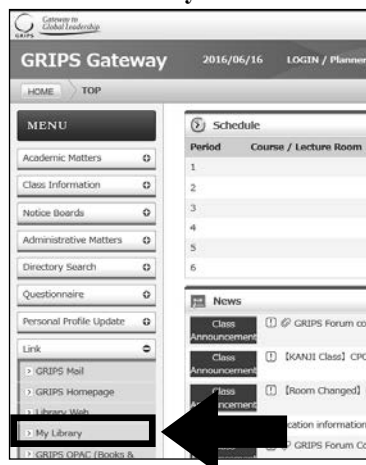 Gateway to
Global Leadership
GRIPS
GRIPS Gateway
2016/06/16 LOGIN / Planner
HOME TOP
MENU
Academic Matters
Class Information
Notice Boards
Administrative Matters
Directory Search
Questionnaire
Personal Profile Update
Link
GRIPS Mail
GRIPS Homepage
Library Web
My Library
GRIPS OPAC (Books &
Schedule
Period Course / Lecture Room
1
2
3
4
5
6
News
Class Announcement
GRIPS Forum co
Class Announcement
【KANJI Class】 CPC
Class Announcement
【Room Changed】
cation information
GRIPS Forum Co